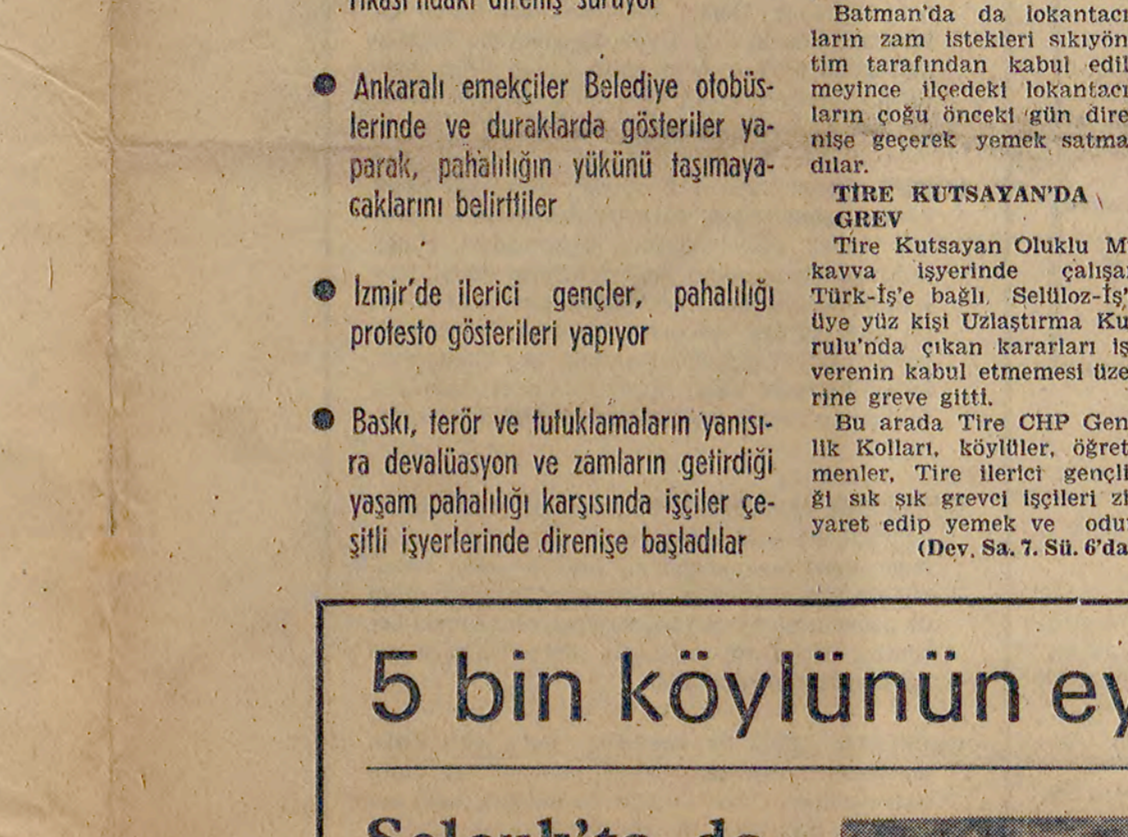 direniş sürüyor
● Ankaralı emekçiler Belediye otobüs-
lerinde ve duraklarda gösteriler ya-
parak, pahalılığın yükünü taşımaya-
caklarını belirttiler
● İzmir'de ilerici gençler, pahalılığı
protesto gösterileri yapıyor
● Baskı, terör ve tutuklamaların yanısı-
ra devalüasyon ve zamların getirdiği
yaşam pahalılığı karşısında işçiler çe-
şitli işyerlerinde direnişe başladılar
Batman'da da lokantacı
ların zam istekleri sıkıyön
tim tarafından kabul edil
meyince ilçedeki lokantacı
ların çoğu önceki gün dire
nişe geçerek yemek satma
dılar.
TİRE KUTSAYAN'DA
GREV
Tire Kutsayan Oluklu M
kavva işyerinde çalışa
Türk-İş'e bağlı Selüloz-İş'
üye yüz kişi Uzlaştırma Ku
rulu'nda çıkan kararları iş
verenin kabul etmemesi üze
rine greve gitti.
Bu arada Tire CHP Gen
lik Kolları, köylüler, öğret
menler, Tire ilerici gençli
ği sık sık grevci işçileri zi
yaret edip yemek ve odu
(Dev. Sa. 7. Sü. 6'da
5 bin köylünün ey
Selçuk'ta da